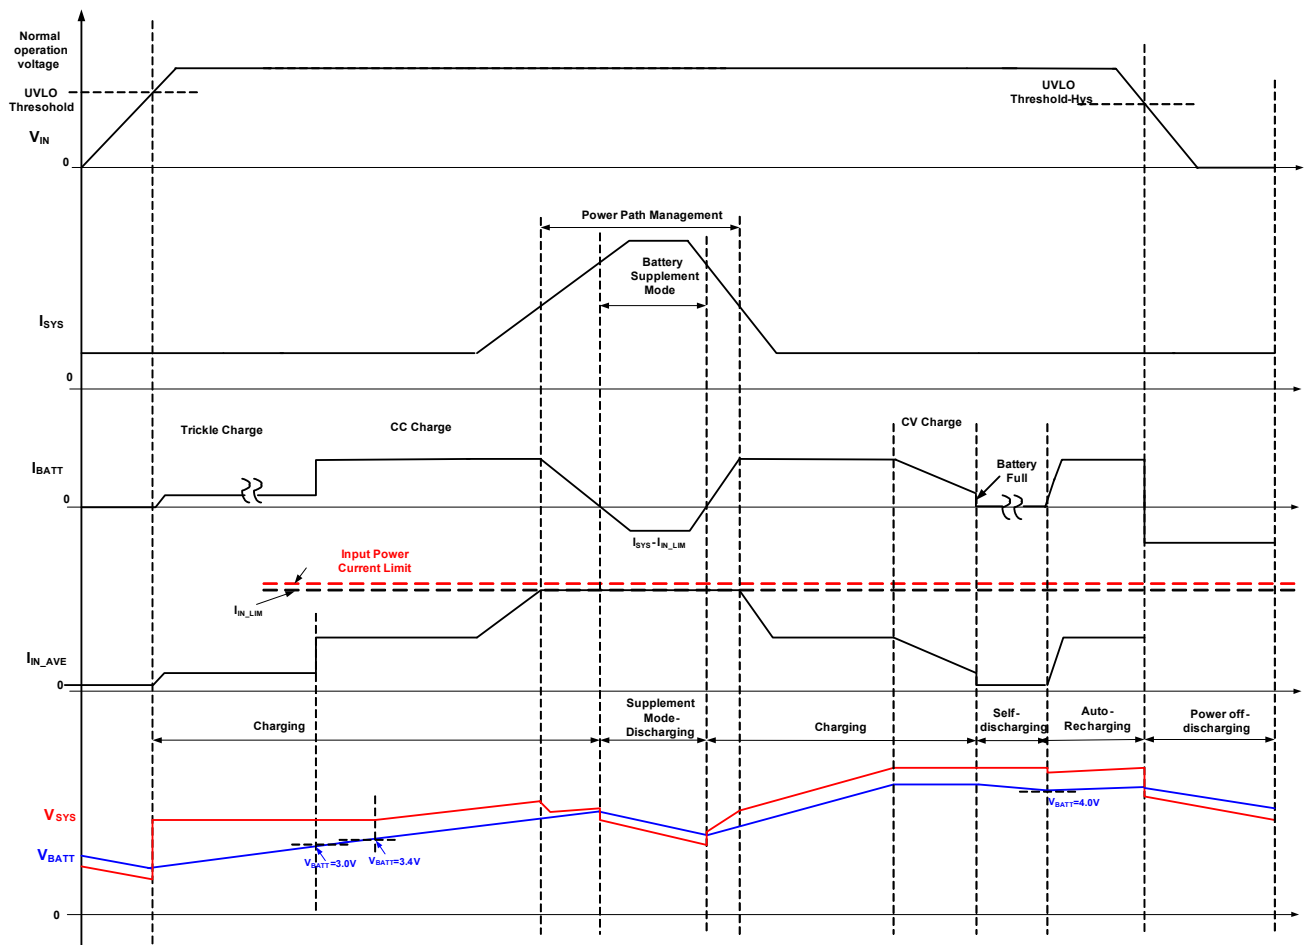 Normal
operation
voltage
UVLO
Thresohold
VIN
0
UVLO
Threshold-Hys
Power Path Management
Battery
Supplement
Mode
ISYS
0
Trickle Charge
CC Charge
CV Charge
IBATT
0
Battery
Full
ISYS-IIN_LIM
Input Power
Current Limit
IIN_LIM
IIN_AVE
0
Charging
Supplement
Mode-
Discharging
Charging
Self-
discharging
Auto-
Recharging
Power off-
discharging
VSYS
VBATT
VBATT=3.0V
VBATT=3.4V
VBATT=4.0V
0